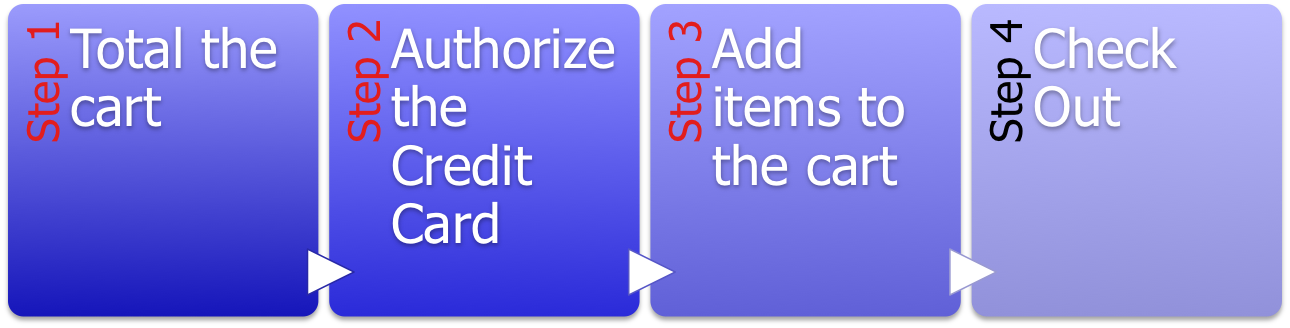 Step 1
Total the
cart
Step 2
Authorize
the
Credit
Card
Step 3
Add
items to
the cart
Step 4
Check
Out